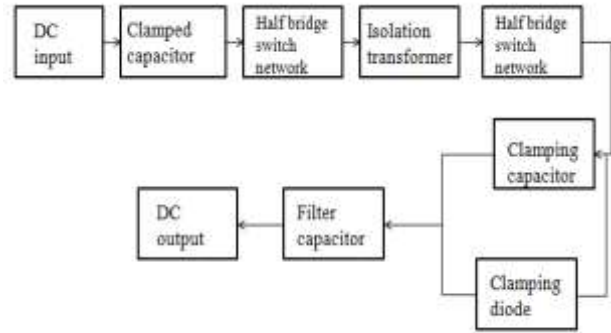 DC
input
Clamped
capacitor
Half bridge
switch
network
Isolation
transformer
Half bridge
switch
network
Clamping
capacitor
DC
output
Filter
capacitor
Clamping
diode